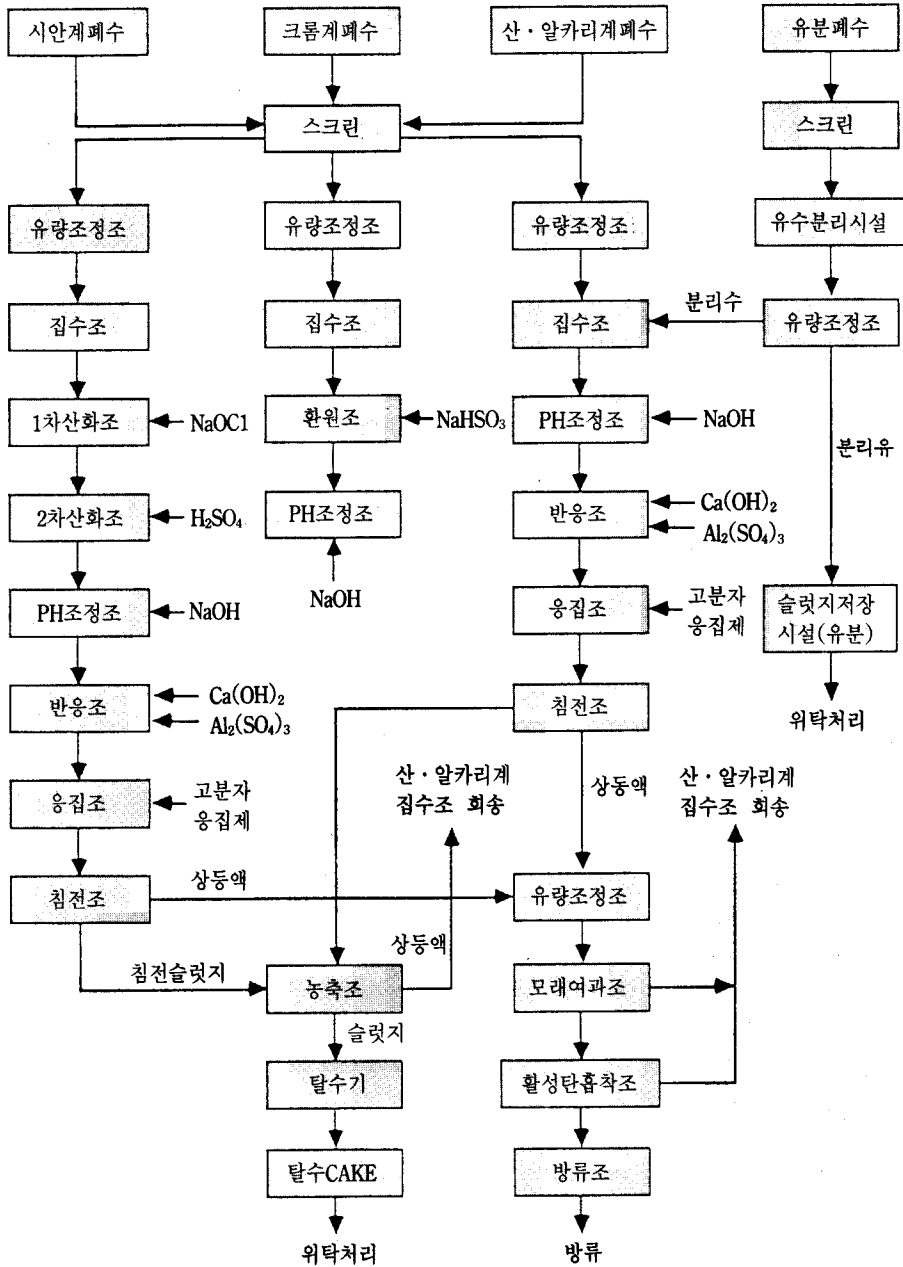 시안계폐수
크롬계폐수
산·알카리계폐수
유분폐수
스크린
스크린
유량조정조
유량조정조
유량조정조
유수분리시설
집수조
집수조
집수조
분리수
유량조정조
1차산화조
NaOC1
환원조
NaHSO₃
PH조정조
NaOH
분리유
2차산화조
H₂SO₄
PH조정조
반응조
Ca(OH)₂
Al₂(SO₄)₃
NaOH
PH조정조
NaOH
응집조
고분자
응집제
슬럿지저장
시설(유분)
반응조
Ca(OH)₂
Al₂(SO₄)₃
침전조
위탁처리
응집조
고분자
응집제
산·알카리계
집수조 회송
상등액
산·알카리계
집수조 회송
침전조
상등액
유량조정조
침전슬럿지
상등액
농축조
모래여과조
슬럿지
탈수기
활성탄흡착조
탈수CAKE
방류조
위탁처리
방류